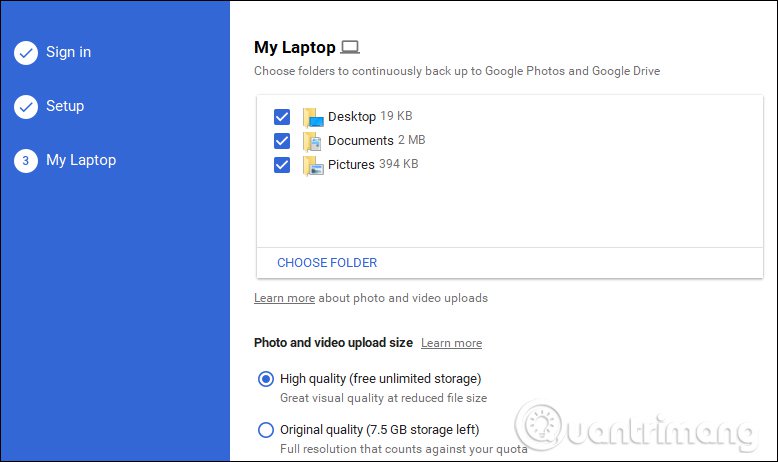 Sign in
Setup
3 My Laptop
My Laptop
Choose folders to continuously back up to Google Photos and Google Drive
Desktop 19 KB
Documents 2 MB
Pictures 394 KB
CHOOSE FOLDER
Learn more about photo and video uploads
Photo and video upload size Learn more
High quality (free unlimited storage)
Great visual quality at reduced file size
Original quality (7.5 GB storage left)
Full resolution that counts against your quota
Quantrimang